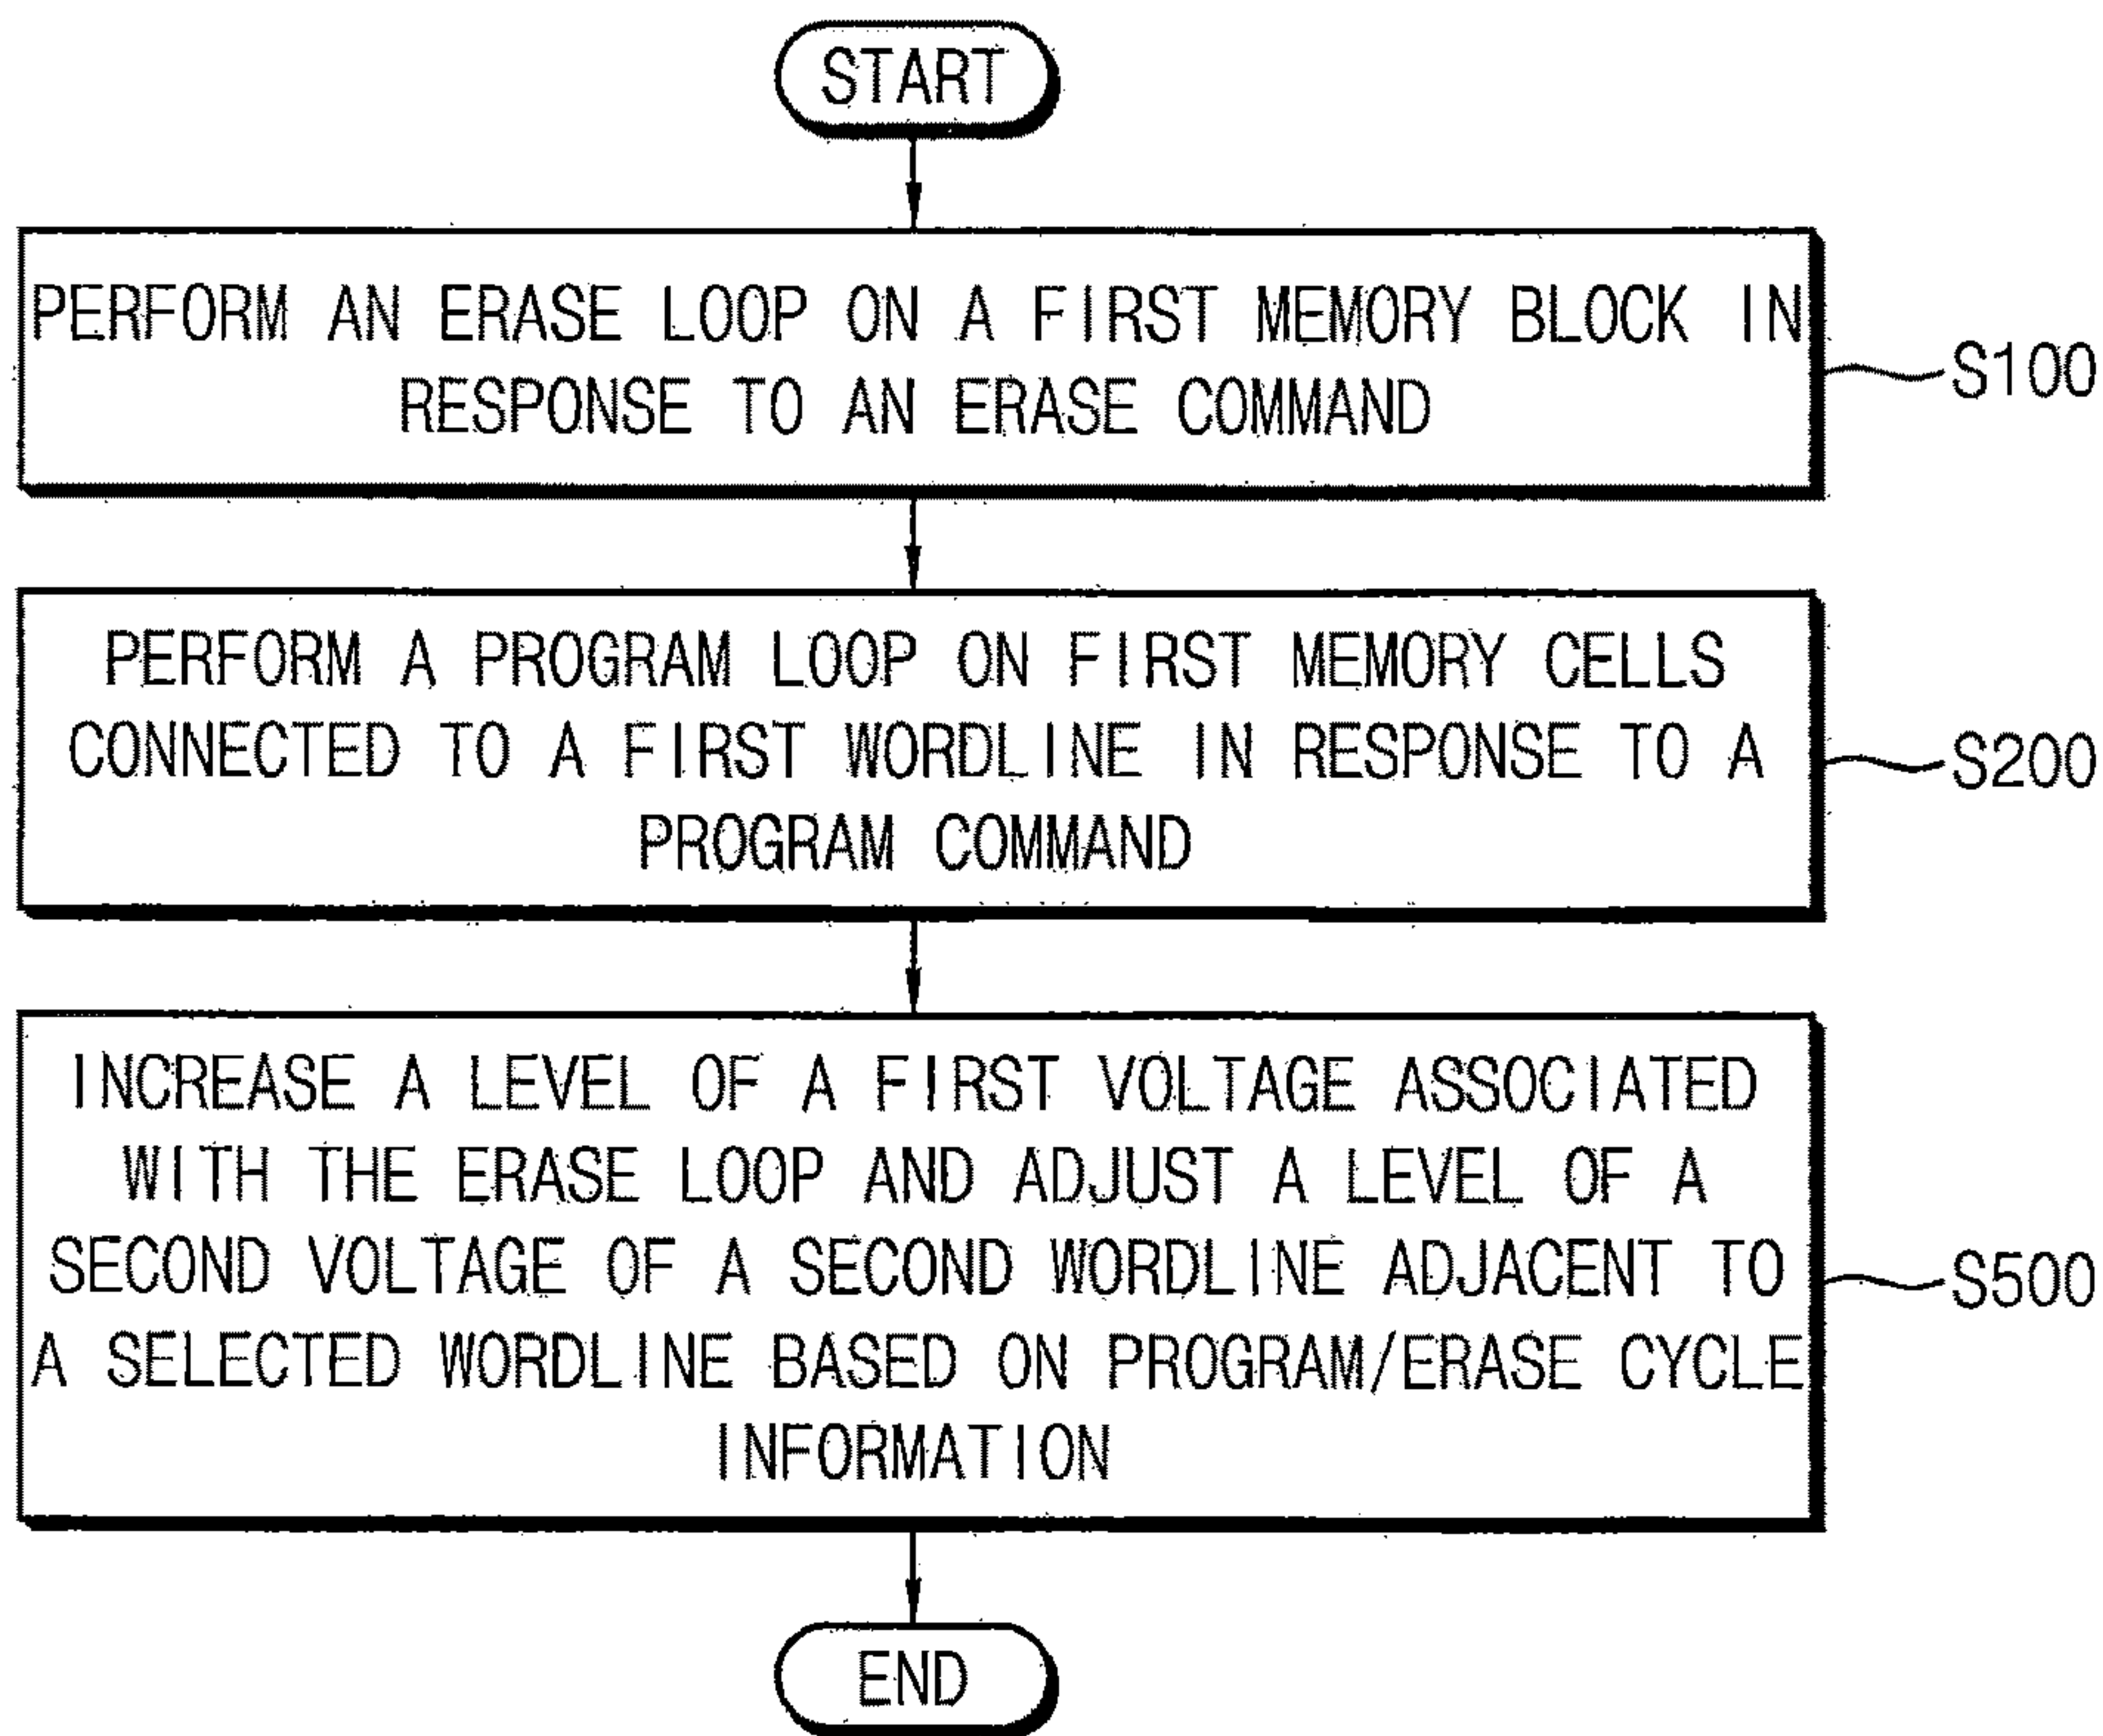 START
PERFORM AN ERASE LOOP ON A FIRST MEMORY BLOCK IN
RESPONSE TO AN ERASE COMMAND
S100
PERFORM A PROGRAM LOOP ON FIRST MEMORY CELLS
CONNECTED TO A FIRST WORDLINE IN RESPONSE TO A
PROGRAM COMMAND
S200
INCREASE A LEVEL OF A FIRST VOLTAGE ASSOCIATED
WITH THE ERASE LOOP AND ADJUST A LEVEL OF A
SECOND VOLTAGE OF A SECOND WORDLINE ADJACENT TO
A SELECTED WORDLINE BASED ON PROGRAM/ERASE CYCLE
INFORMATION
S500
END